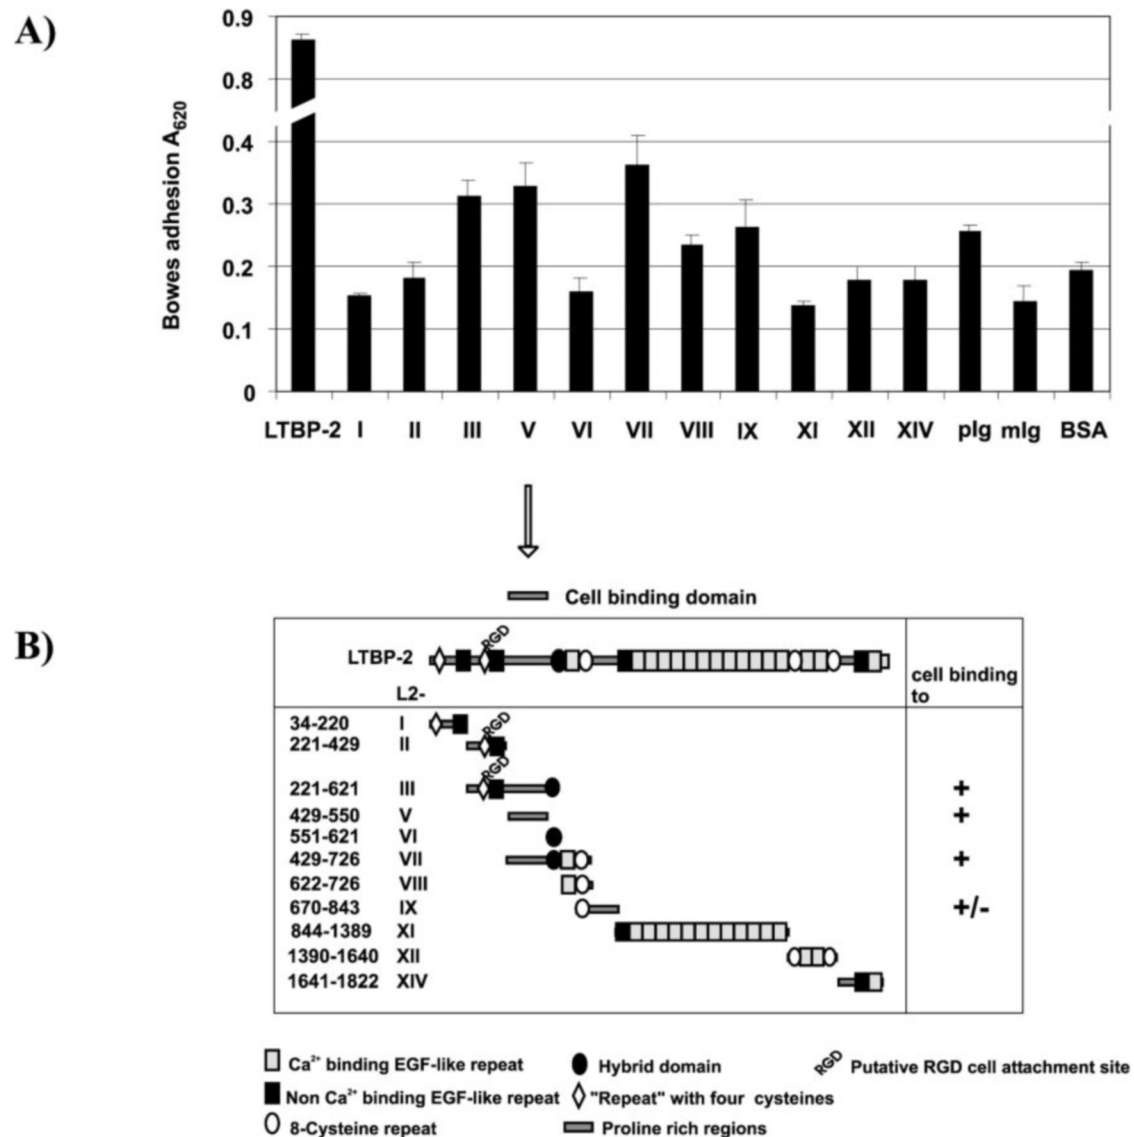 A)
0.9
0.8
0.4
0.3
0.2
0.1
0
Bowes adhesion A620
LTBP-2 I II III V VI VII VIII IX XI XII XIV pIg mIg BSA
Cell binding domain
B)
RGD
LTBP-2
cell binding to
L2-
34-220 I
RGD
221-429 II
RGD
221-621 III +
429-550 V +
551-621 VI
429-726 VII +
622-726 VIII
670-843 IX +/-
844-1389 XI
1390-1640 XII
1641-1822 XIV
Ca2+ binding EGF-like repeat Hybrid domain RGD Putative RGD cell attachment site
Non Ca2+ binding EGF-like repeat "Repeat" with four cysteines
8-Cysteine repeat Proline rich regions